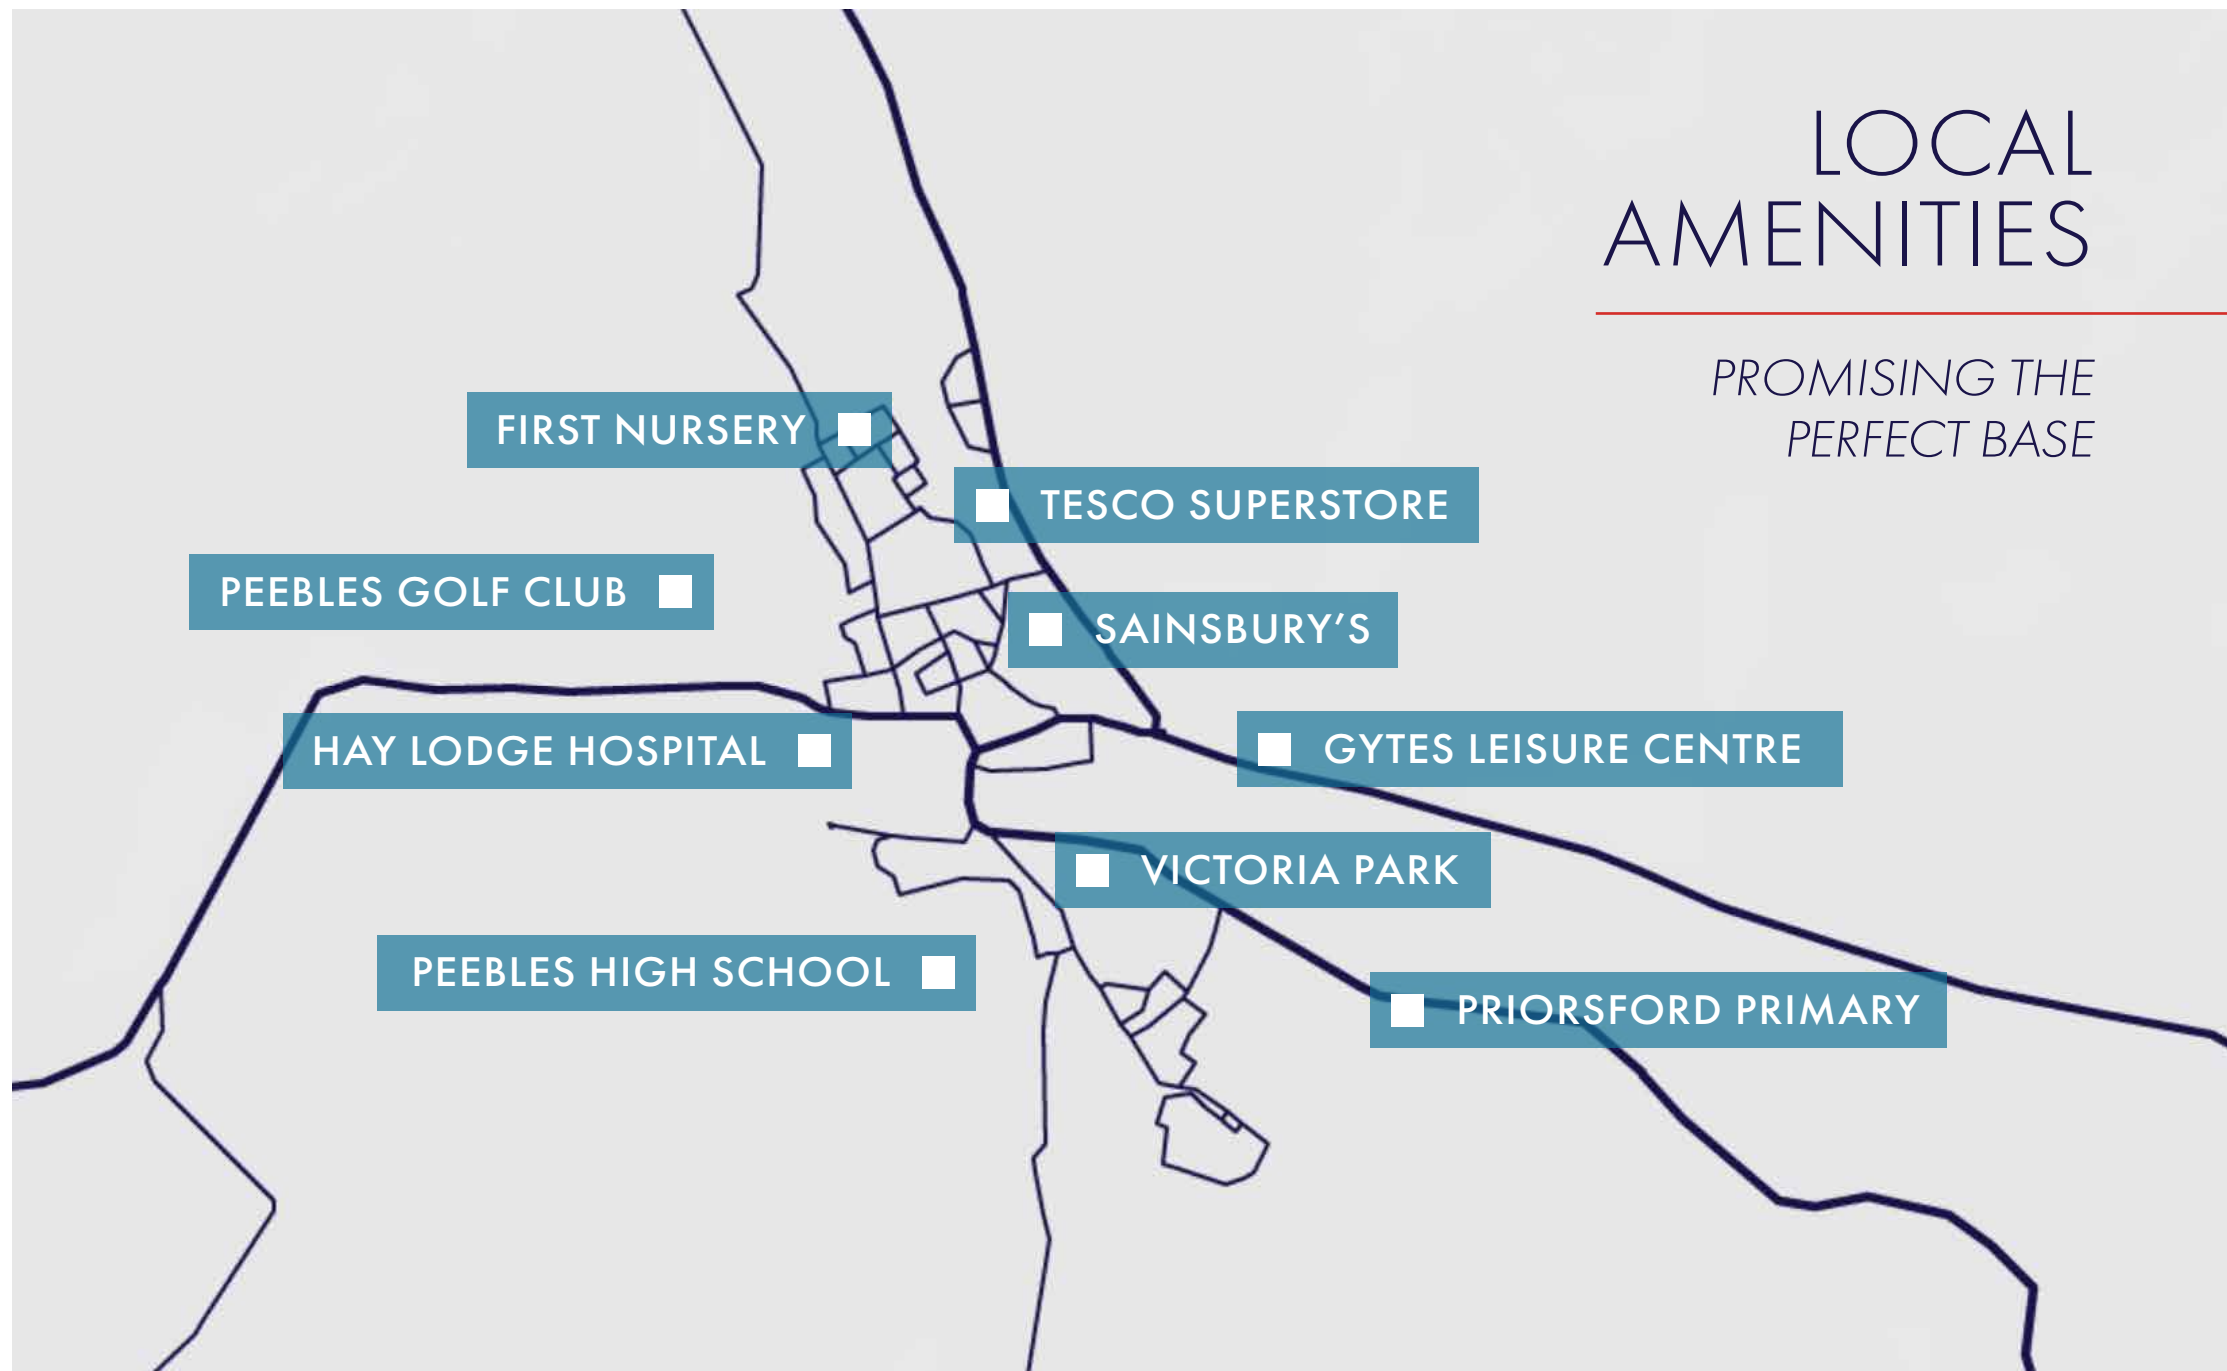 LOCAL
AMENITIES
PROMISING THE
PERFECT BASE
FIRST NURSERY
TESCO SUPERSTORE
PEEBLES GOLF CLUB
SAINSBURY’S
HAY LODGE HOSPITAL
GYTES LEISURE CENTRE
VICTORIA PARK
PEEBLES HIGH SCHOOL
PRIORSFORD PRIMARY